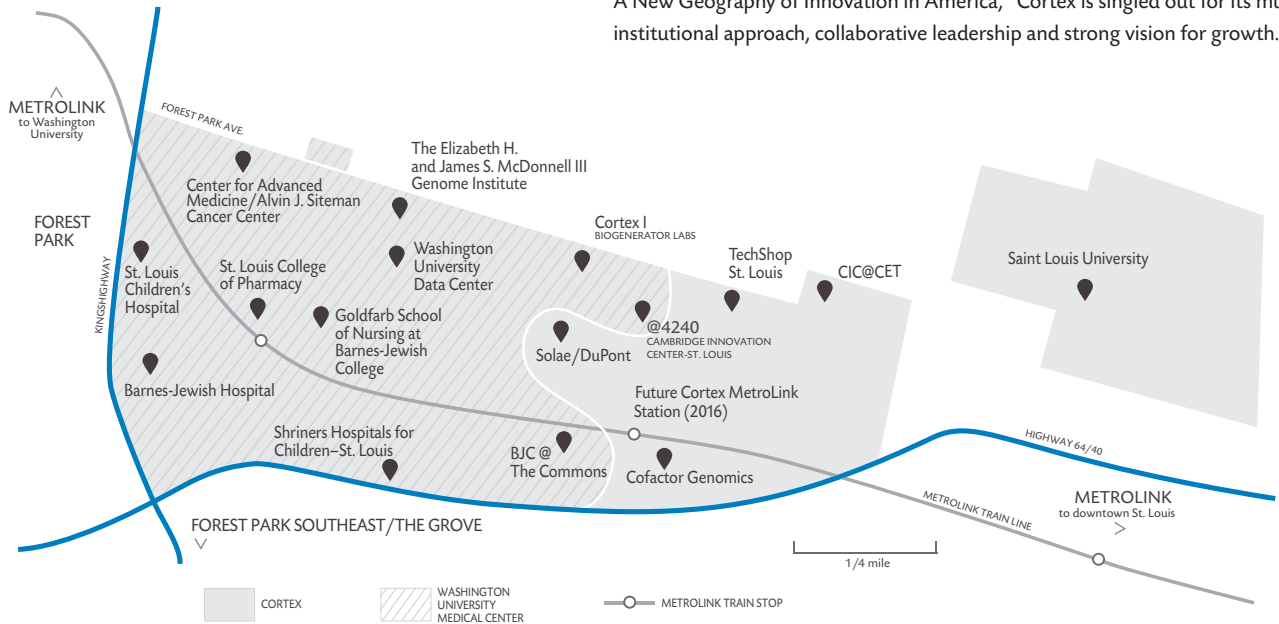 A New Geography of Innovation in America," Cortex is singled out for its
institutional approach, collaborative leadership and strong vision for growth.
METROLINK
to Washington
University
FOREST PARK AVE.
The Elizabeth H.
and James S. McDonnell III
Genome Institute
Center for Advanced
Medicine/Alvin J. Siteman
Cancer Center
FOREST
PARK
Cortex I
BIOGENERATOR LABS
Washington
University
Data Center
TechShop
St. Louis
CIC@CET
Saint Louis University
St. Louis
Children's
Hospital
St. Louis College
of Pharmacy
KINGSHIGHWAY
Goldfarb School
of Nursing at
Barnes-Jewish
College
@4240
CAMBRIDGE INNOVATION
CENTER-ST. LOUIS
Solae/DuPont
Barnes-Jewish Hospital
Future Cortex MetroLink
Station (2016)
Shriners Hospitals for
Children–St. Louis
BJC @
The Commons
Cofactor Genomics
HIGHWAY 64/40
METROLINK TRAIN LINE
METROLINK
to downtown St. Louis
FOREST PARK SOUTHEAST/THE GROVE
1/4 mile
CORTEX
WASHINGTON
UNIVERSITY
MEDICAL CENTER
METROLINK TRAIN STOP